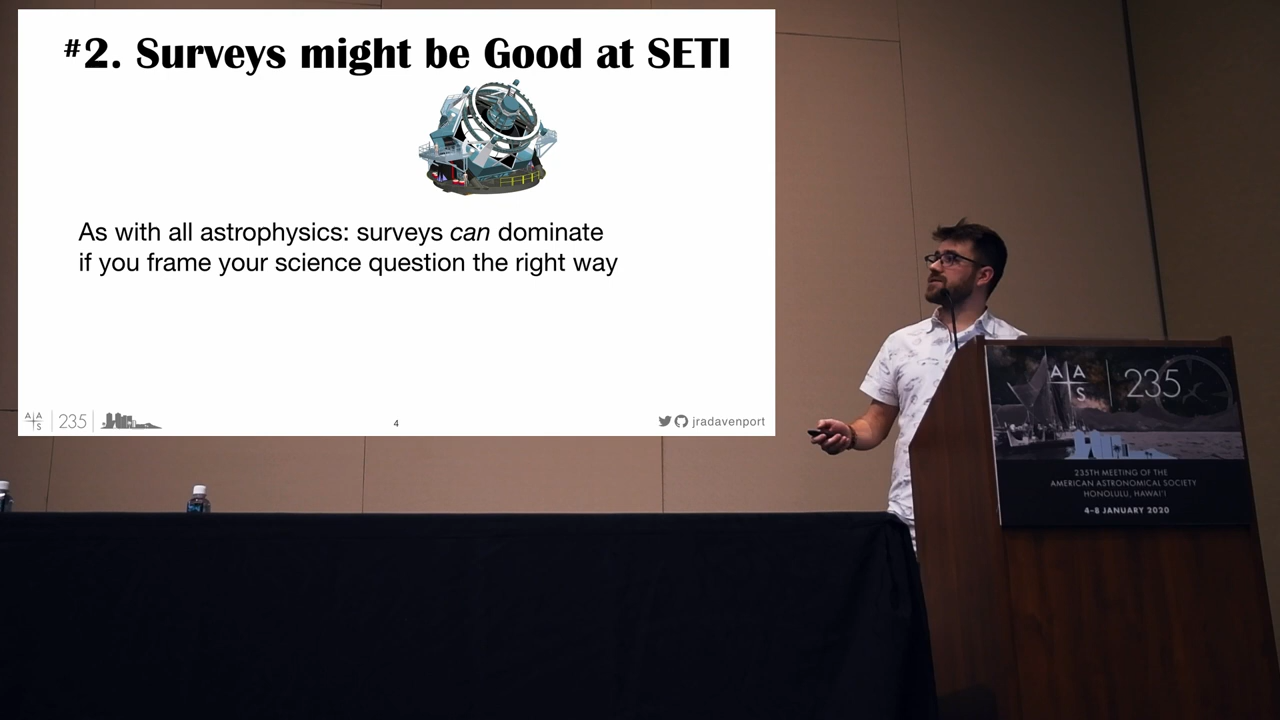 #2. Surveys might be Good at SETI
As with all astrophysics: surveys can dominate
if you frame your science question the right way
AAS 235
4
jradavenport
AAS 235
235TH MEETING OF THE
AMERICAN ASTRONOMICAL SOCIETY
HONOLULU, HAWAI'I
4–8 JANUARY 2020